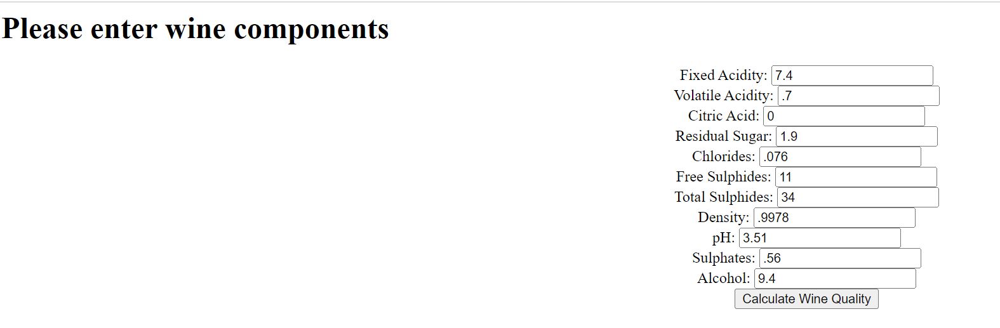 Please enter wine components
Fixed Acidity: 7.4
Volatile Acidity: .7
Citric Acid: 0
Residual Sugar: 1.9
Chlorides: .076
Free Sulphides: 11
Total Sulphides: 34
Density: .9978
pH: 3.51
Sulphates: .56
Alcohol: 9.4
Calculate Wine Quality